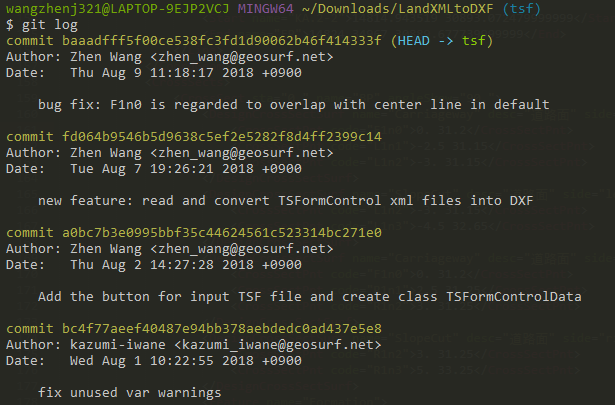 wangzhenj321@LAPTOP-9EJP2VCJ MINGW64 ~/Downloads/LandXMLtoDXF (tsf)
$ git log
commit baaadfff5f00ce538fc3fd1d90062b46f414333f (HEAD -> tsf)
Author: Zhen Wang <zhen_wang@geosurf.net>
Date:   Thu Aug 9 11:18:17 2018 +0900
bug fix: F1n0 is regarded to overlap with center line in default
commit fd064b9546b5d9638c5ef2e5282f8d4ff2399c14
Author: Zhen Wang <zhen_wang@geosurf.net>
Date:   Tue Aug 7 19:26:21 2018 +0900
new feature: read and convert TSFormControl xml files into DXF
commit a0bc7b3e0995bbf35c44624561c523314bc271e0
Author: Zhen Wang <zhen_wang@geosurf.net>
Date:   Thu Aug 2 14:27:28 2018 +0900
Add the button for input TSF file and create class TSFormControlData
commit bc4f77aeef40487e94bb378aebdedc0ad437e5e8
Author: kazumi-iwane <kazumi_iwane@geosurf.net>
Date:   Wed Aug 1 10:22:55 2018 +0900
fix unused var warnings